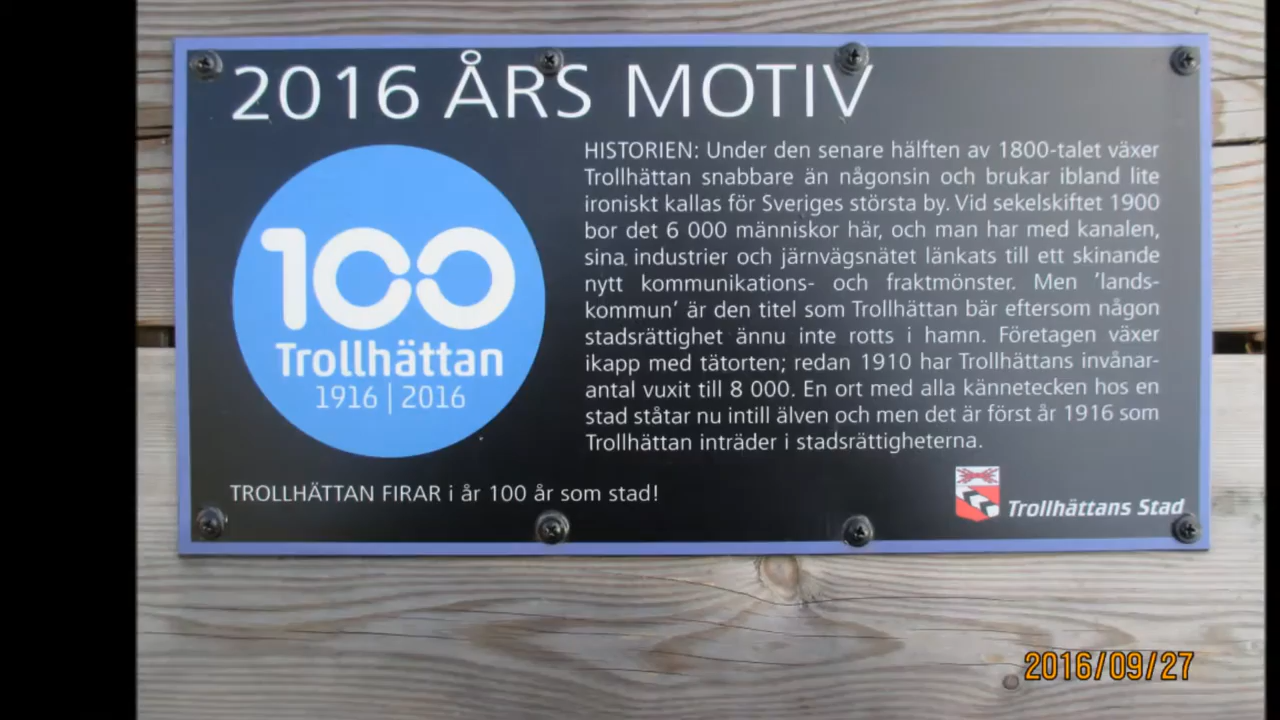 2016 ÅRS MOTIV
100
Trollhättan
1916 | 2016
HISTORIEN: Under den senare hälften av 1800-talet växer
Trollhättan snabbare än någonsin och brukar ibland lite
ironiskt kallas för Sveriges största by. Vid sekelskiftet 1900
bor det 6 000 människor här, och man har med kanalen,
sina industrier och järnvägsnätet länkats till ett skinande
nytt kommunikations- och fraktmönster. Men ’lands-
kommun’ är den titel som Trollhättan bär eftersom någon
stadsrättighet ännu inte rotts i hamn. Företagen växer
ikapp med tätorten; redan 1910 har Trollhättans invånar-
antal vuxit till 8 000. En ort med alla kännetecken hos en
stad ståtar nu intill älven och men det är först år 1916 som
Trollhättan inträder i stadsrättigheterna.
TROLLHÄTTAN FIRAR i år 100 år som stad!
Trollhättans Stad
2016/09/27